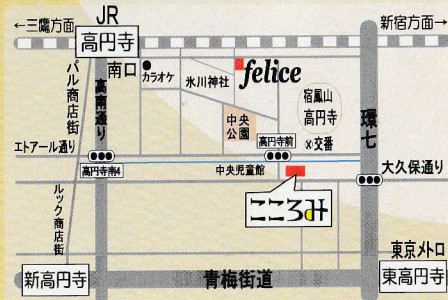 ←三鷹方面
JR
高円寺
新宿方面→
南口
カラオケ
氷川神社
felice
パル商店街
高南通り
宿鳳山
高円寺
中央
公園
高円寺前
交番
環七
エトアール通り
高円寺南4
中央児童館
大久保通り
こころみ
ルック商店街
東京メトロ
新高円寺
青梅街道
東高円寺